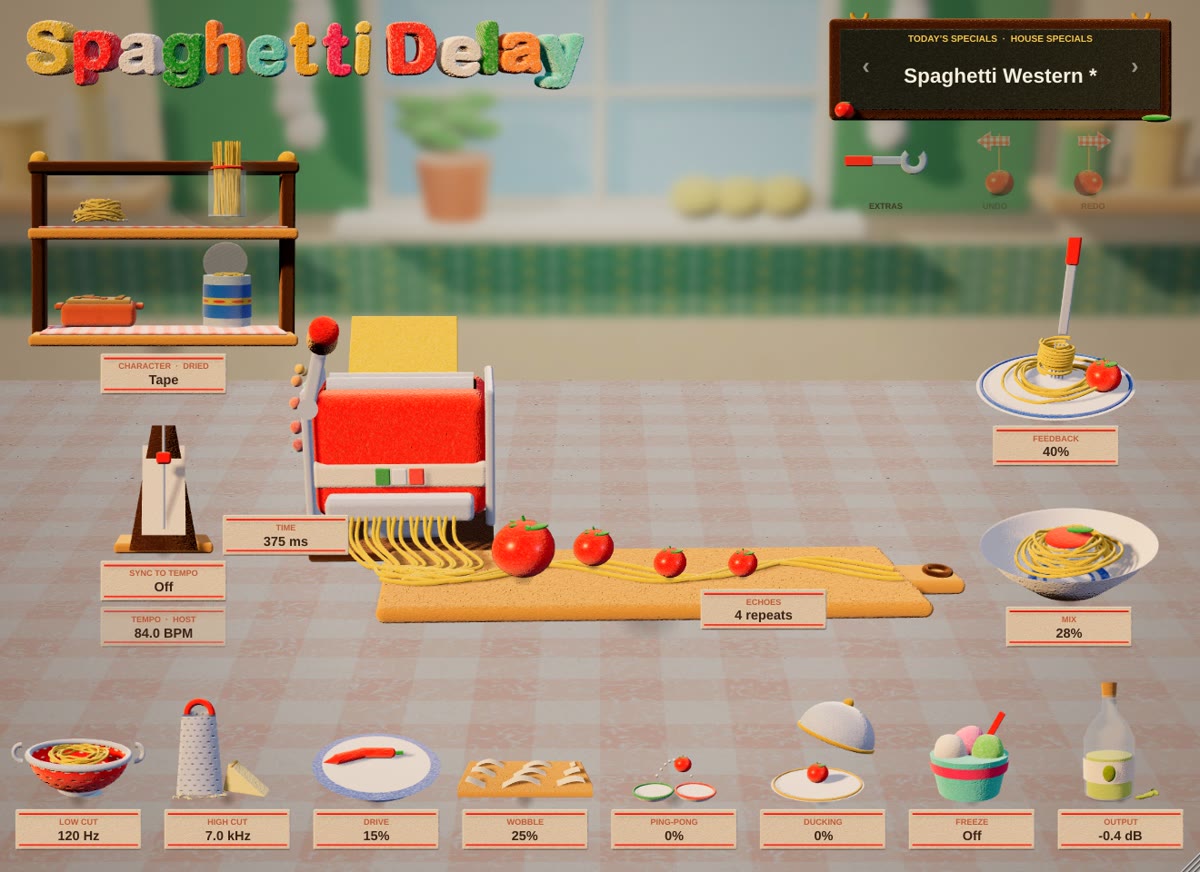 Spaghetti Delay
TODAY'S SPECIALS · HOUSE SPECIALS
‹ Spaghetti Western * ›
EXTRAS
UNDO
REDO
CHARACTER · DRIED
Tape
FEEDBACK
40%
TIME
375 ms
SYNC TO TEMPO
Off
TEMPO · HOST
84.0 BPM
ECHOES
4 repeats
MIX
28%
LOW CUT
120 Hz
HIGH CUT
7.0 kHz
DRIVE
15%
WOBBLE
25%
PING-PONG
0%
DUCKING
0%
FREEZE
Off
OUTPUT
-0.4 dB